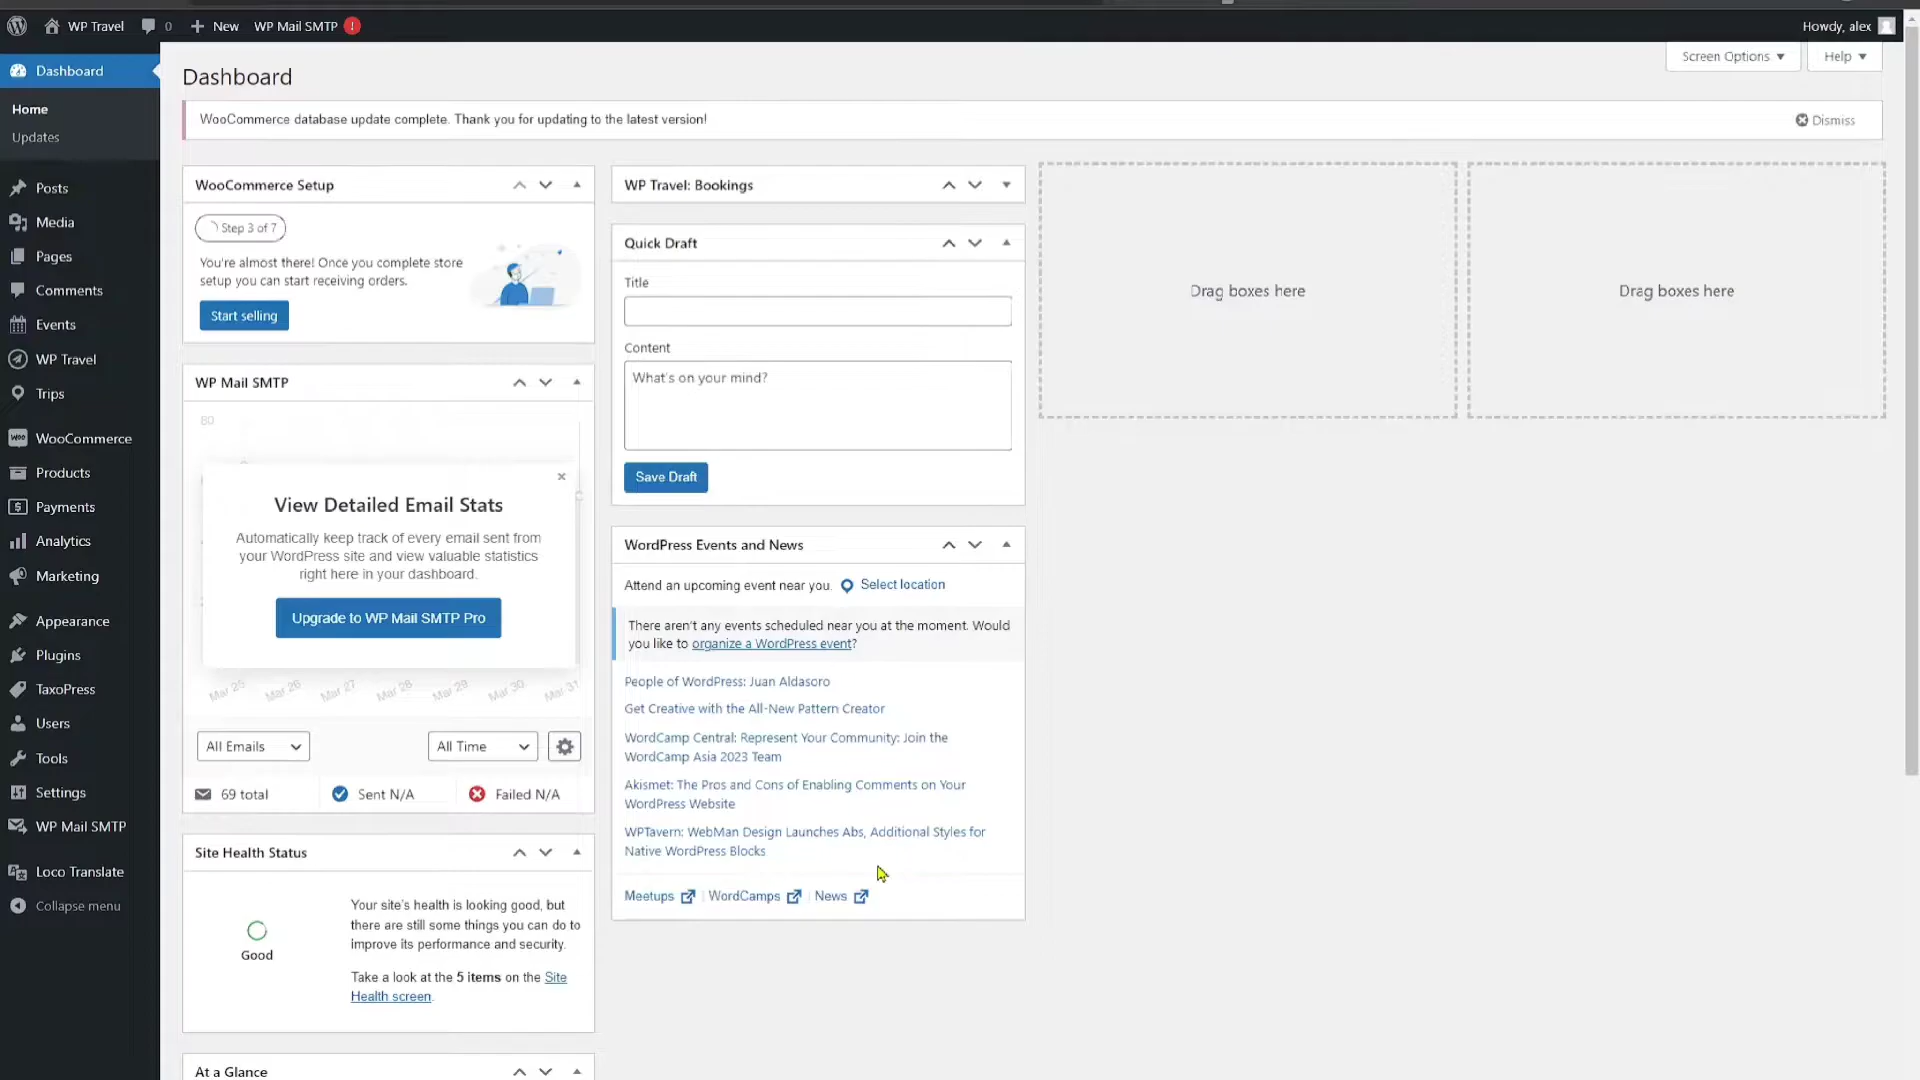 WP Travel 0 New WP Mail SMTP ! Howdy, alex
Screen Options Help
Dashboard
Home
Updates
Posts
Media
Pages
Comments
Events
WP Travel
Trips
WooCommerce
Products
Payments
Analytics
Marketing
Appearance
Plugins
TaxoPress
Users
Tools
Settings
WP Mail SMTP
Loco Translate
Collapse menu
Dashboard
WooCommerce database update complete. Thank you for updating to the latest version!
Dismiss
WooCommerce Setup
Step 3 of 7
You're almost there! Once you complete store
setup you can start receiving orders.
Start selling
WP Mail SMTP
View Detailed Email Stats
Automatically keep track of every email sent from
your WordPress site and view valuable statistics
right here in your dashboard.
Upgrade to WP Mail SMTP Pro
Mar 25 Mar 26 Mar 27 Mar 28 Mar 29 Mar 30 Mar 31
All Emails All Time
69 total Sent N/A Failed N/A
Site Health Status
Good
Your site's health is looking good, but
there are still some things you can do to
improve its performance and security.
Take a look at the 5 items on the Site
Health screen.
At a Glance
WP Travel: Bookings
Quick Draft
Title
Content
What's on your mind?
Save Draft
WordPress Events and News
Attend an upcoming event near you. Select location
There aren't any events scheduled near you at the moment. Would
you like to organize a WordPress event?
People of WordPress: Juan Aldasoro
Get Creative with the All-New Pattern Creator
WordCamp Central: Represent Your Community: Join the
WordCamp Asia 2023 Team
Akismet: The Pros and Cons of Enabling Comments on Your
WordPress Website
WPTavern: WebMan Design Launches Abs, Additional Styles for
Native WordPress Blocks
Meetups | WordCamps | News
Drag boxes here
Drag boxes here